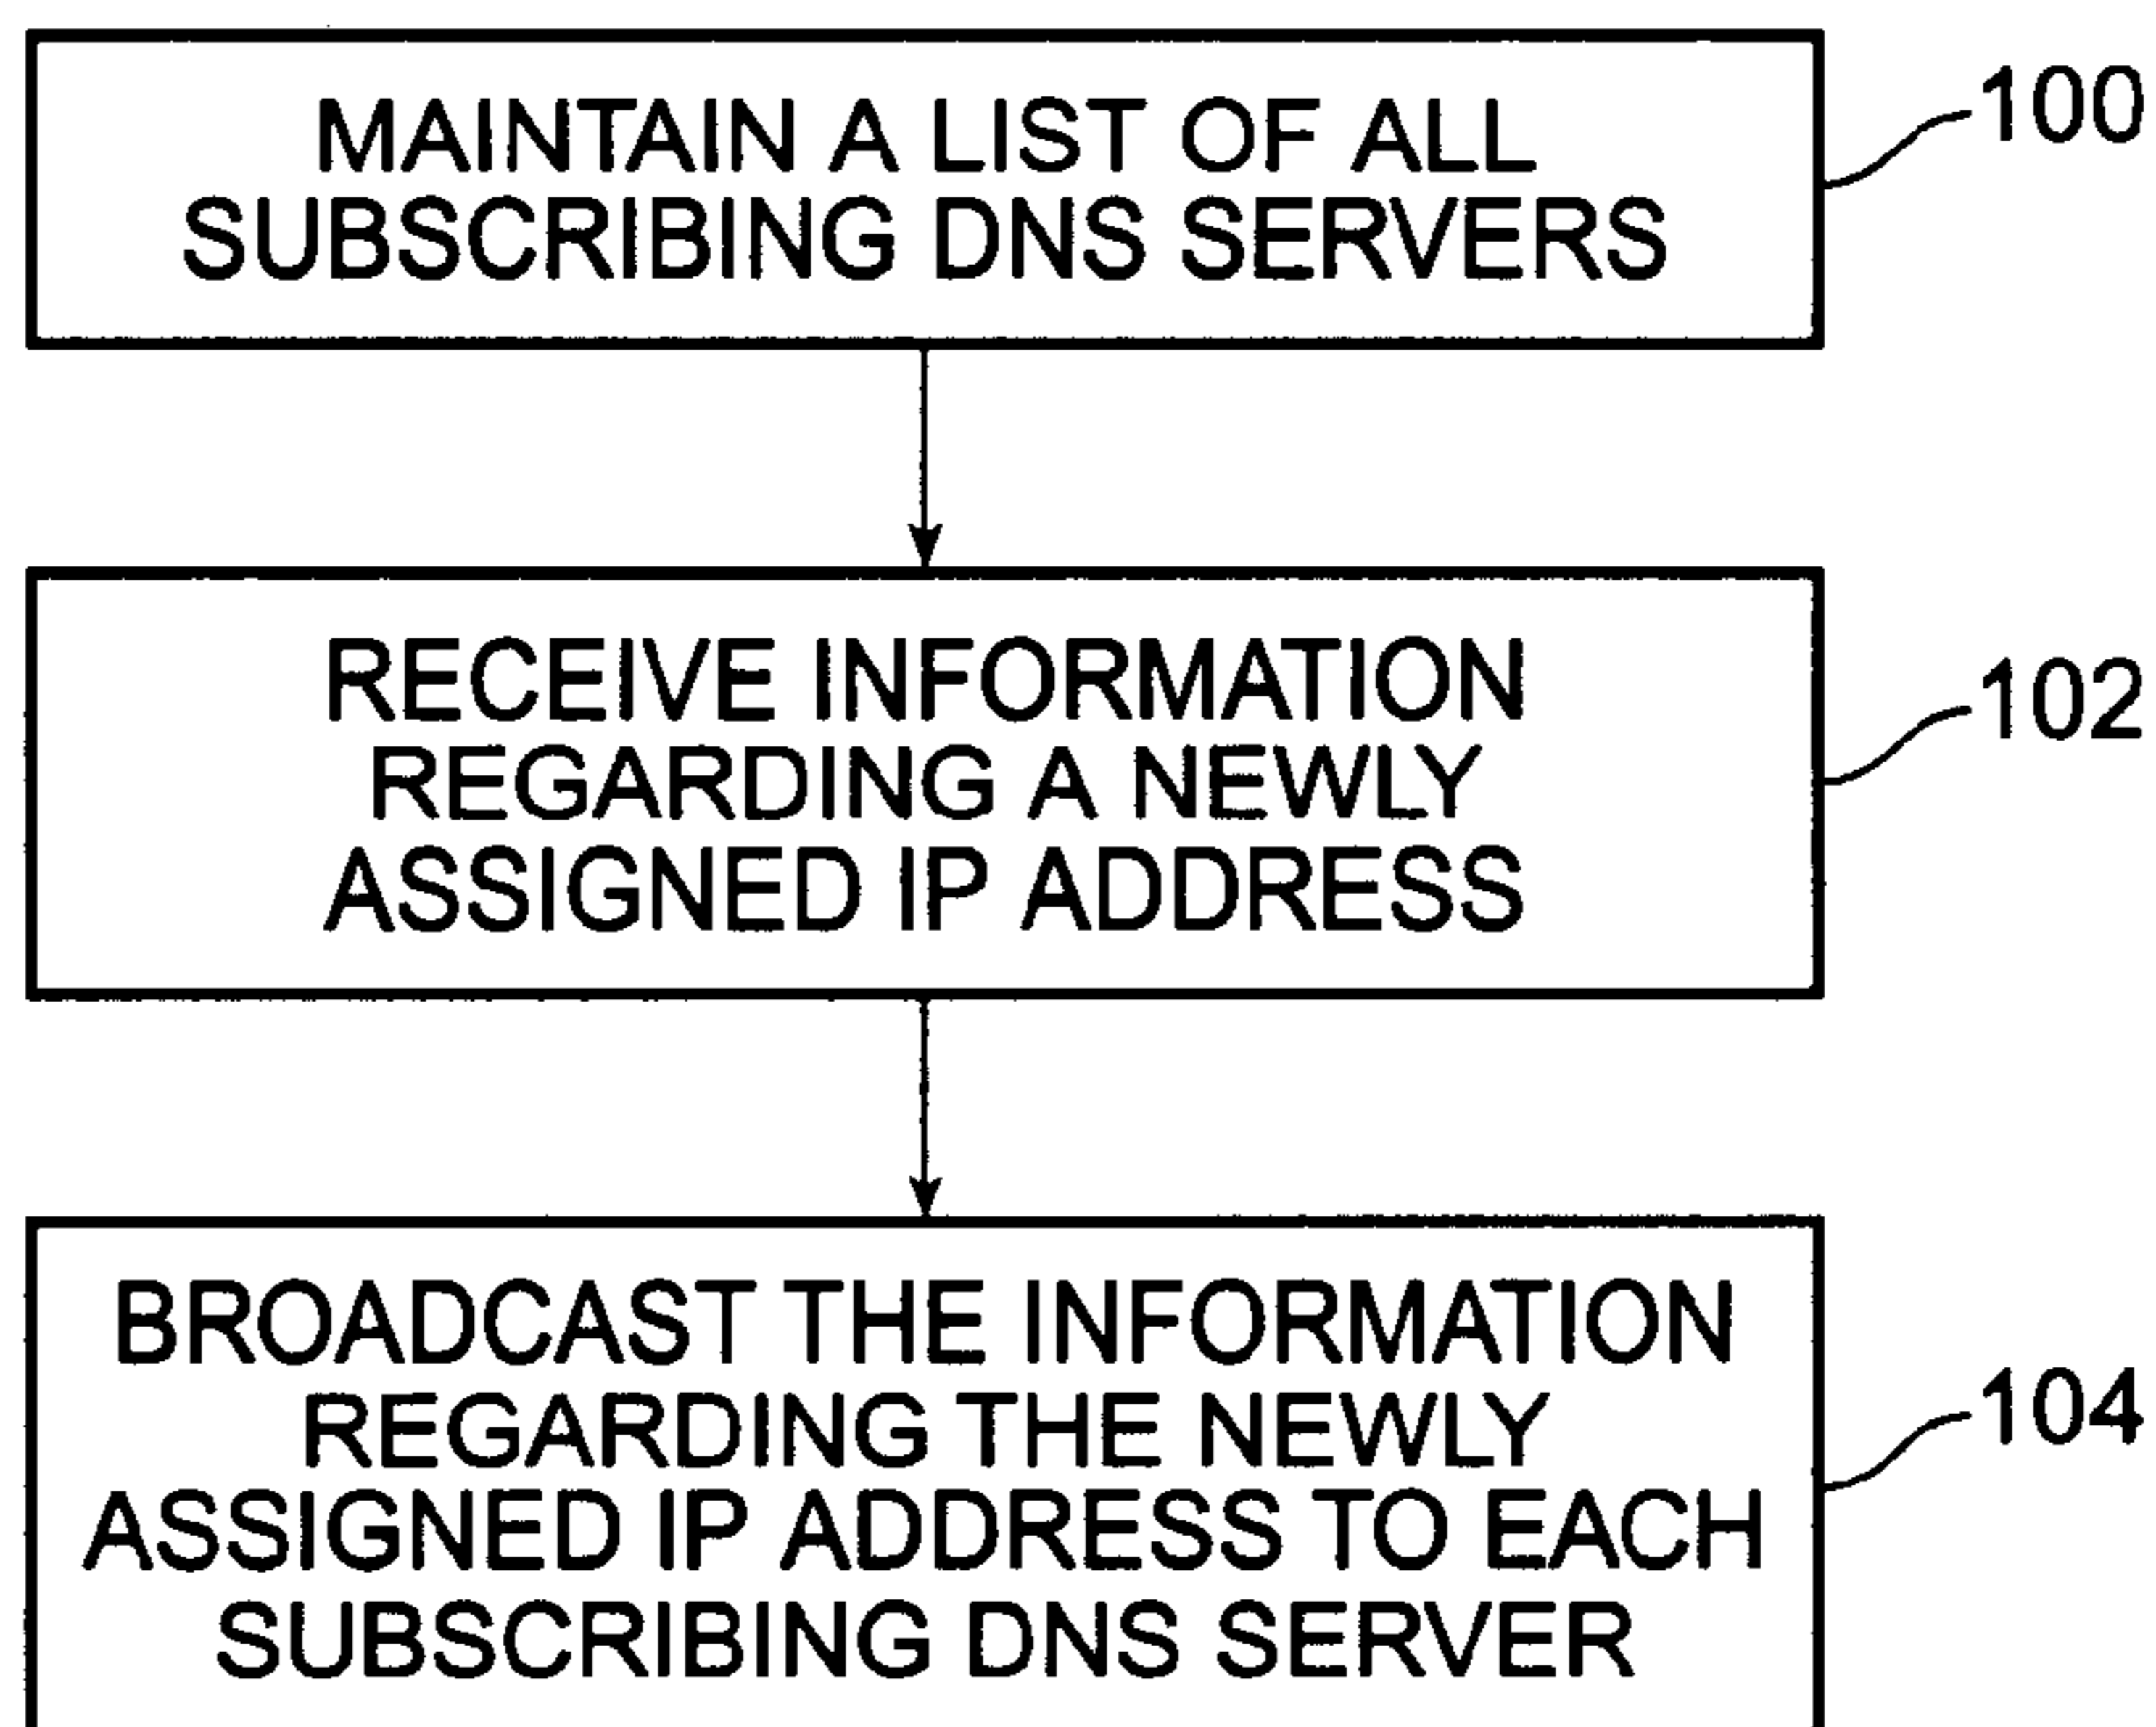 MAINTAIN A LIST OF ALL
SUBSCRIBING DNS SERVERS
100
RECEIVE INFORMATION
REGARDING A NEWLY
ASSIGNED IP ADDRESS
102
BROADCAST THE INFORMATION
REGARDING THE NEWLY
ASSIGNED IP ADDRESS TO EACH
SUBSCRIBING DNS SERVER
104